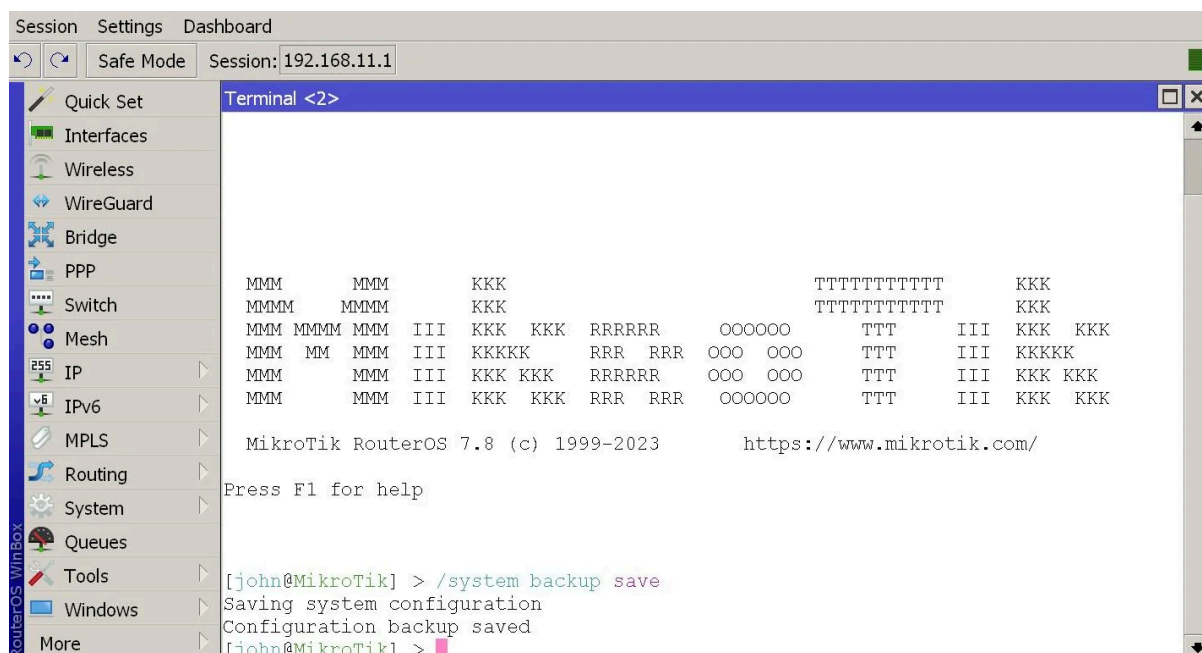 Session Settings Dashboard
Safe Mode Session: 192.168.11.1
Quick Set
Interfaces
Wireless
WireGuard
Bridge
PPP
Switch
Mesh
255 IP
v6 IPv6
MPLS
Routing
System
Queues
Tools
Windows
More
RouterOS WinBox
Terminal <2>
MMM MMM KKK TTTTTTTTTTT KKK
MMMM MMMM KKK TTTTTTTTTTT KKK
MMM MMMM MMM III KKK KKK RRRRRR OOOOOO TTT III KKK KKK
MMM MM MMM III KKKKK RRR RRR OOO OOO TTT III KKKKK
MMM MMM III KKK KKK RRRRRR OOO OOO TTT III KKK KKK
MMM MMM III KKK KKK RRR RRR OOOOOO TTT III KKK KKK
MikroTik RouterOS 7.8 (c) 1999-2023 https://www.mikrotik.com/
Press F1 for help
[john@MikroTik] > /system backup save
Saving system configuration
Configuration backup saved
[john@MikroTik] >